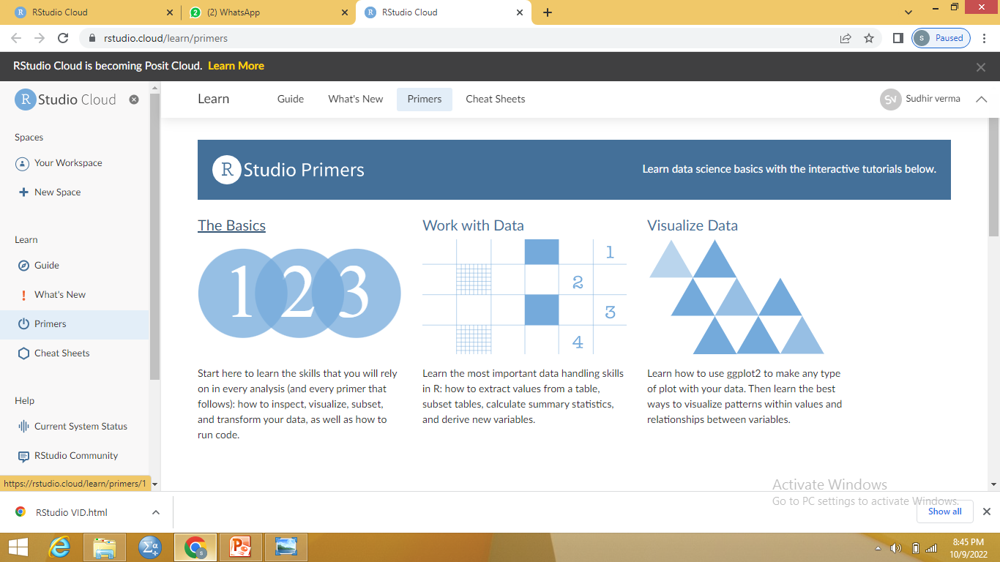 RStudio Cloud
(2) WhatsApp
RStudio Cloud
rstudio.cloud/learn/primers
s Paused
RStudio Cloud is becoming Posit Cloud. Learn More
R Studio Cloud
Learn
Guide
What's New
Primers
Cheat Sheets
SV Sudhir verma
Spaces
Your Workspace
New Space
Learn
Guide
What's New
Primers
Cheat Sheets
Help
Current System Status
RStudio Community
https://rstudio.cloud/learn/primers/1
R Studio Primers
Learn data science basics with the interactive tutorials below.
The Basics
1 2 3
Start here to learn the skills that you will rely
on in every analysis (and every primer that
follows): how to inspect, visualize, subset,
and transform your data, as well as how to
run code.
Work with Data
1
2
3
4
Learn the most important data handling skills
in R: how to extract values from a table,
subset tables, calculate summary statistics,
and derive new variables.
Visualize Data
Learn how to use ggplot2 to make any type
of plot with your data. Then learn the best
ways to visualize patterns within values and
relationships between variables.
Activate Windows
Go to PC settings to activate Windows.
RStudio VID.html
Show all
8:45 PM
10/9/2022